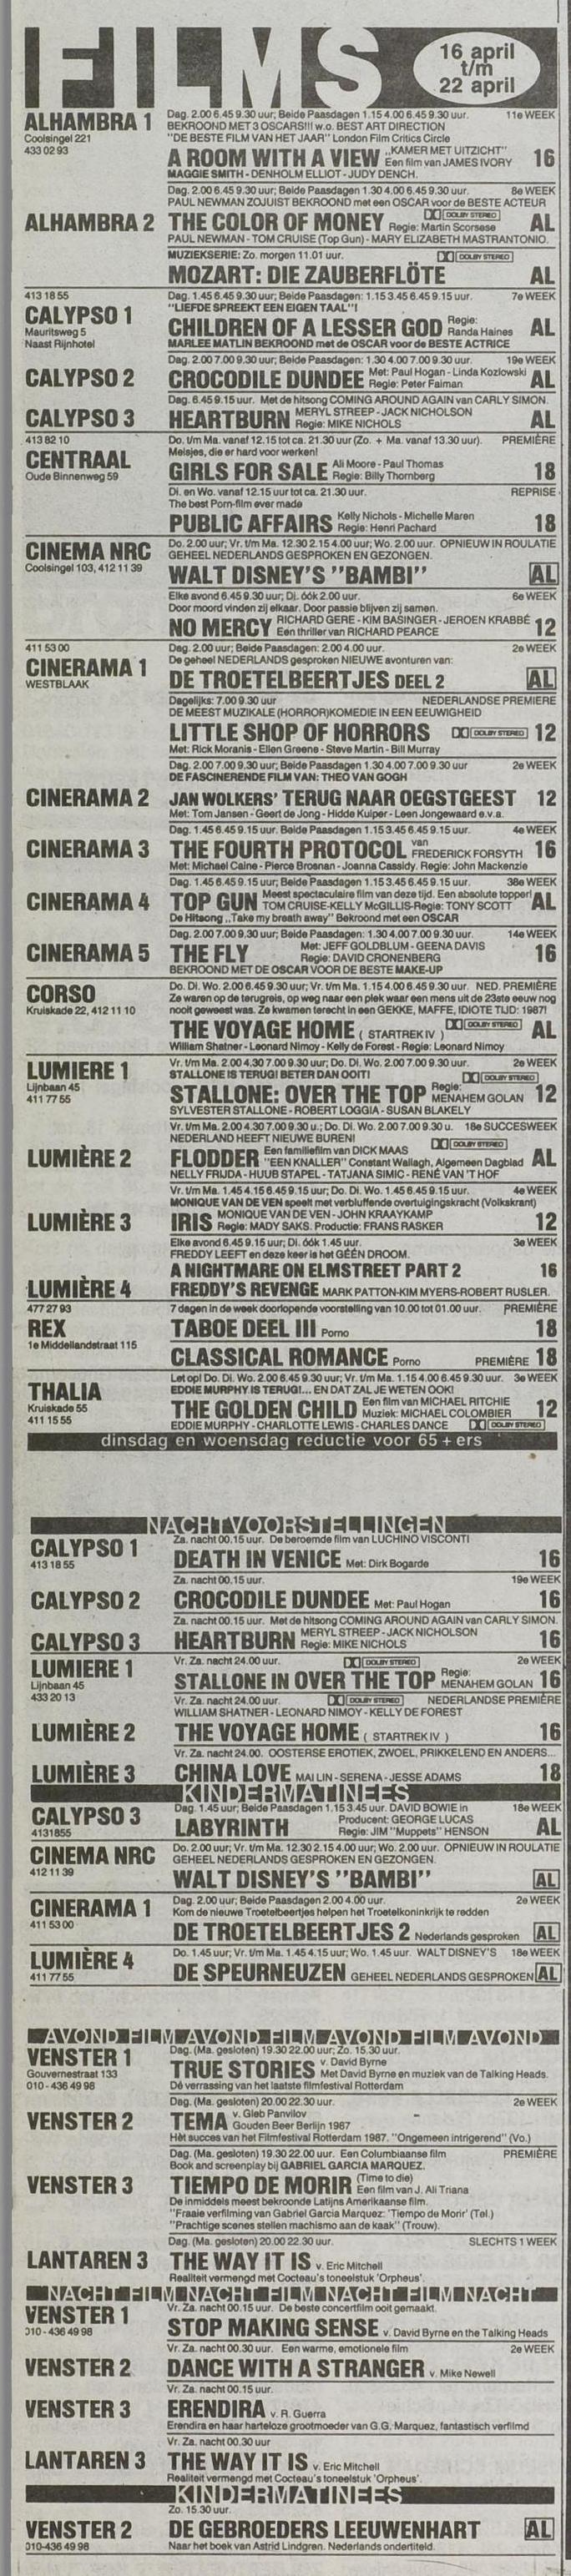 FILMS
16 april
t/m
22 april
ALHAMBRA 1
Coolsingel 221
433 02 93
Dag. 2.00 6.45 9.30 uur; Beide Paasdagen 1.15 4.00 6.45 9.30 uur. 11e WEEK
BEKROOND MET 3 OSCARS!!! w.o. BEST ART DIRECTION
"DE BESTE FILM VAN HET JAAR" London Film Critics Circle
A ROOM WITH A VIEW „KAMER MET UITZICHT" Een film van JAMES IVORY 16
MAGGIE SMITH - DENHOLM ELLIOT - JUDY DENCH.
Dag. 2.00 6.45 9.30 uur; Beide Paasdagen 1.30 4.00 6.45 9.30 uur. 8e WEEK
PAUL NEWMAN ZOJUIST BEKROOND met een OSCAR voor de BESTE ACTEUR
ALHAMBRA 2 THE COLOR OF MONEY DOLBY STEREO Regie: Martin Scorsese AL
PAUL NEWMAN - TOM CRUISE (Top Gun) - MARY ELIZABETH MASTRANTONIO.
MUZIEKSERIE: Zo. morgen 11.01 uur. DOLBY STEREO
MOZART: DIE ZAUBERFLÖTE AL
413 18 55
CALYPSO 1
Mauritsweg 5
Naast Rijnhotel
Dag. 1.45 6.45 9.30 uur; Beide Paasdagen: 1.15 3.45 6.45 9.15 uur. 7e WEEK
"LIEFDE SPREEKT EEN EIGEN TAAL"!
CHILDREN OF A LESSER GOD Regie: Randa Haines AL
MARLEE MATLIN BEKROOND met de OSCAR voor de BESTE ACTRICE
Dag. 2.00 7.00 9.30 uur; Beide Paasdagen: 1.30 4.00 7.00 9.30 uur. 19e WEEK
CALYPSO 2 CROCODILE DUNDEE Met: Paul Hogan - Linda Kozlowski Regie: Peter Faiman AL
Dag. 6.45 9.15 uur. Met de hitsong COMING AROUND AGAIN van CARLY SIMON.
CALYPSO 3 HEARTBURN MERYL STREEP - JACK NICHOLSON Regie: MIKE NICHOLS AL
413 82 10
CENTRAAL
Oude Binnenweg 59
Do. t/m Ma. vanaf 12.15 tot ca. 21.30 uur (Zo. + Ma. vanaf 13.30 uur). PREMIÈRE
Meisjes, die er hard voor werken!
GIRLS FOR SALE Ali Moore - Paul Thomas Regie: Billy Thornberg 18
Di. en Wo. vanaf 12.15 uur tot ca. 21.30 uur. REPRISE
The best Porn-film ever made
PUBLIC AFFAIRS Kelly Nichols - Michelle Maren Regie: Henri Pachard 18
CINEMA NRC
Coolsingel 103, 412 11 39
Do. 2.00 uur; Vr. t/m Ma. 12.30 2.15 4.00 uur; Wo. 2.00 uur. OPNIEUW IN ROULATIE
GEHEEL NEDERLANDS GESPROKEN EN GEZONGEN.
WALT DISNEY'S "BAMBI" AL
Elke avond 6.45 9.30 uur; Di. óók 2.00 uur. 6e WEEK
Door moord vinden zij elkaar. Door passie blijven zij samen.
NO MERCY RICHARD GERE - KIM BASINGER - JEROEN KRABBÉ Een thriller van RICHARD PEARCE 12
411 53 00
CINERAMA 1
WESTBLAAK
Dag. 2.00 uur; Beide Paasdagen: 2.00 4.00 uur. 2e WEEK
De geheel NEDERLANDS gesproken NIEUWE avonturen van:
DE TROETELBEERTJES DEEL 2 AL
Dagelijks: 7.00 9.30 uur NEDERLANDSE PREMIERE
DE MEEST MUZIKALE (HORROR)KOMEDIE IN EEN EEUWIGHEID
LITTLE SHOP OF HORRORS DOLBY STEREO 12
Met: Rick Moranis - Ellen Greene - Steve Martin - Bill Murray
Dag. 2.00 7.00 9.30 uur; Beide Paasdagen 1.30 4.00 7.00 9.30 uur 2e WEEK
DE FASCINERENDE FILM VAN: THEO VAN GOGH
CINERAMA 2 JAN WOLKERS' TERUG NAAR OEGSTGEEST 12
Met: Tom Jansen - Geert de Jong - Hidde Kuiper - Leen Jongewaard e.v.a.
Dag. 1.45 6.45 9.15 uur. Beide Paasdagen 1.15 3.45 6.45 9.15 uur. 4e WEEK
CINERAMA 3 THE FOURTH PROTOCOL van FREDERICK FORSYTH 16
Met: Michael Caine - Pierce Brosnan - Joanna Cassidy. Regie: John Mackenzie
Dag. 1.45 6.45 9.15 uur; Beide Paasdagen 1.15 3.45 6.45 9.15 uur. 38e WEEK
CINERAMA 4 TOP GUN Meest spectaculaire film van deze tijd. Een absolute topper! TOM CRUISE-KELLY McGILLIS-Regie: TONY SCOTT AL
De Hitsong „Take my breath away" Bekroond met een OSCAR
Dag. 2.00 7.00 9.30 uur; Beide Paasdagen: 1.30 4.00 7.00 9.30 uur. 14e WEEK
CINERAMA 5 THE FLY Met: JEFF GOLDBLUM - GEENA DAVIS Regie: DAVID CRONENBERG 16
BEKROOND MET DE OSCAR VOOR DE BESTE MAKE-UP
CORSO
Kruiskade 22, 412 11 10
Do. Di. Wo. 2.00 6.45 9.30 uur; Vr. t/m Ma. 1.15 4.00 6.45 9.30 uur. NED. PREMIÈRE
Ze waren op de terugreis, op weg naar een plek waar een mens uit de 23ste eeuw nog
nooit geweest was. Ze kwamen terecht in een GEKKE, MAFFE, IDIOTE TIJD: 1987!
THE VOYAGE HOME ( STARTREK IV ) DOLBY STEREO AL
William Shatner - Leonard Nimoy - Kelly de Forest - Regie: Leonard Nimoy
LUMIERE 1
Lijnbaan 45
411 77 55
Vr. t/m Ma. 2.00 4.30 7.00 9.30 uur; Do. Di. Wo. 2.00 7.00 9.30 uur. 2e WEEK
STALLONE IS TERUG! BETER DAN OOIT! DOLBY STEREO
STALLONE: OVER THE TOP Regie: MENAHEM GOLAN 12
SYLVESTER STALLONE - ROBERT LOGGIA - SUSAN BLAKELY
Vr. t/m Ma. 2.00 4.30 7.00 9.30 u.; Do. Di. Wo. 2.00 7.00 9.30 u. 18e SUCCESWEEK
NEDERLAND HEEFT NIEUWE BUREN! DOLBY STEREO
LUMIÈRE 2 FLODDER Een familiefilm van DICK MAAS "EEN KNALLER" Constant Wallagh, Algemeen Dagblad AL
NELLY FRIJDA - HUUB STAPEL - TATJANA SIMIC - RENÉ VAN 'T HOF
Vr. t/m Ma. 1.45 4.15 6.45 9.15 uur; Do. Di. Wo. 1.45 6.45 9.15 uur. 4e WEEK
MONIQUE VAN DE VEN speelt met verbluffende overtuigingskracht (Volkskrant)
LUMIÈRE 3 IRIS MONIQUE VAN DE VEN - JOHN KRAAYKAMP Regie: MADY SAKS. Productie: FRANS RASKER 12
Elke avond 6.45 9.15 uur; Di. óók 1.45 uur. 3e WEEK
FREDDY LEEFT en deze keer is het GÉÉN DROOM.
A NIGHTMARE ON ELMSTREET PART 2 16
LUMIÈRE 4 FREDDY'S REVENGE MARK PATTON-KIM MYERS-ROBERT RUSLER.
477 27 93
REX
1e Middellandstraat 115
7 dagen in de week doorlopende voorstelling van 10.00 tot 01.00 uur. PREMIÈRE
TABOE DEEL III Porno 18
CLASSICAL ROMANCE Porno PREMIÈRE 18
THALIA
Kruiskade 55
411 15 55
Let op! Do. Di. Wo. 2.00 6.45 9.30 uur; Vr. t/m Ma. 1.15 4.00 6.45 9.30 uur. 3e WEEK
EDDIE MURPHY IS TERUG!... EN DAT ZAL JE WETEN OOK!
THE GOLDEN CHILD Een film van MICHAEL RITCHIE Muziek: MICHAEL COLOMBIER 12
EDDIE MURPHY - CHARLOTTE LEWIS - CHARLES DANCE DOLBY STEREO
dinsdag en woensdag reductie voor 65 + ers
NACHTVOORSTELLINGEN
CALYPSO 1
413 18 55
Za. nacht 00.15 uur. De beroemde film van LUCHINO VISCONTI
DEATH IN VENICE Met: Dirk Bogarde 16
Za. nacht 00.15 uur. 19e WEEK
CALYPSO 2 CROCODILE DUNDEE Met: Paul Hogan 16
Za. nacht 00.15 uur. Met de hitsong COMING AROUND AGAIN van CARLY SIMON.
CALYPSO 3 HEARTBURN MERYL STREEP - JACK NICHOLSON Regie: MIKE NICHOLS 16
LUMIERE 1
Lijnbaan 45
433 20 13
Vr. Za. nacht 24.00 uur. DOLBY STEREO 2e WEEK
STALLONE IN OVER THE TOP Regie: MENAHEM GOLAN 16
Vr. Za. nacht 24.00 uur. DOLBY STEREO NEDERLANDSE PREMIÈRE
WILLIAM SHATNER - LEONARD NIMOY - KELLY DE FOREST
LUMIÈRE 2 THE VOYAGE HOME ( STARTREK IV ) 16
Vr. Za. nacht 24.00. OOSTERSE EROTIEK, ZWOEL, PRIKKELEND EN ANDERS...
LUMIÈRE 3 CHINA LOVE MAI LIN - SERENA - JESSE ADAMS 18
KINDERMATINEES
CALYPSO 3
4131855
Dag. 1.45 uur; Beide Paasdagen 1.15 3.45 uur. DAVID BOWIE in 18e WEEK
LABYRINTH Producent: GEORGE LUCAS Regie: JIM "Muppets" HENSON AL
CINEMA NRC
412 11 39
Do. 2.00 uur; Vr. t/m Ma. 12.30 2.15 4.00 uur; Wo. 2.00 uur. OPNIEUW IN ROULATIE
GEHEEL NEDERLANDS GESPROKEN EN GEZONGEN.
WALT DISNEY'S "BAMBI" AL
CINERAMA 1
411 53 00
Dag. 2.00 uur; Beide Paasdagen 2.00 4.00 uur. 2e WEEK
Kom de nieuwe Troetelbeertjes helpen het Troetelkoninkrijk te redden
DE TROETELBEERTJES 2 Nederlands gesproken AL
LUMIÈRE 4
411 77 55
Do. 1.45 uur; Vr. t/m Ma. 1.45 4.15 uur; Wo. 1.45 uur. WALT DISNEY'S 18e WEEK
DE SPEURNEUZEN GEHEEL NEDERLANDS GESPROKEN AL
AVOND FILM AVOND FILM AVOND FILM AVOND
VENSTER 1
Gouvernestraat 133
010 - 436 49 98
Dag. (Ma. gesloten) 19.30 22.00 uur; Zo. 15.30 uur.
TRUE STORIES v. David Byrne Met David Byrne en muziek van de Talking Heads.
Dé verrassing van het laatste filmfestival Rotterdam
Dag. (Ma. gesloten) 20.00 22.30 uur. 2e WEEK
VENSTER 2 TEMA v. Gleb Panvilov Gouden Beer Berlijn 1987
Hèt succes van het Filmfestival Rotterdam 1987. "Ongemeen intrigerend" (Vo.)
Dag. (Ma. gesloten) 19.30 22.00 uur. Een Columbiaanse film PREMIÈRE
Book and screenplay bij GABRIEL GARCIA MARQUEZ.
VENSTER 3 TIEMPO DE MORIR (Time to die) Een film van J. Ali Triana
De inmiddels meest bekroonde Latijns Amerikaanse film.
"Fraaie verfilming van Gabriel Garcia Marquez: 'Tiempo de Morir' (Tel.)
"Prachtige scenes stellen machismo aan de kaak" (Trouw).
Dag. (Ma. gesloten) 20.00 22.30 uur. SLECHTS 1 WEEK
LANTAREN 3 THE WAY IT IS v. Eric Mitchell
Realiteit vermengd met Cocteau's toneelstuk 'Orpheus'.
NACHT FILM NACHT FILM NACHT FILM NACHT
VENSTER 1
010 - 436 49 98
Vr. Za. nacht 00.15 uur. De beste concertfilm ooit gemaakt.
STOP MAKING SENSE v. David Byrne en the Talking Heads
Vr. Za. nacht 00.30 uur. Een warme, emotionele film 2e WEEK
VENSTER 2 DANCE WITH A STRANGER v. Mike Newell
Vr. Za. nacht 00.15 uur.
VENSTER 3 ERENDIRA v. R. Guerra
Erendira en haar harteloze grootmoeder van G.G. Marquez, fantastisch verfilmd
Vr. Za. nacht 00.30 uur
LANTAREN 3 THE WAY IT IS v. Eric Mitchell
Realiteit vermengd met Cocteau's toneelstuk 'Orpheus'.
KINDERMATINEES
Zo. 15.30 uur.
VENSTER 2 DE GEBROEDERS LEEUWENHART AL
010-436 49 98 Naar het boek van Astrid Lindgren. Nederlands ondertiteld.